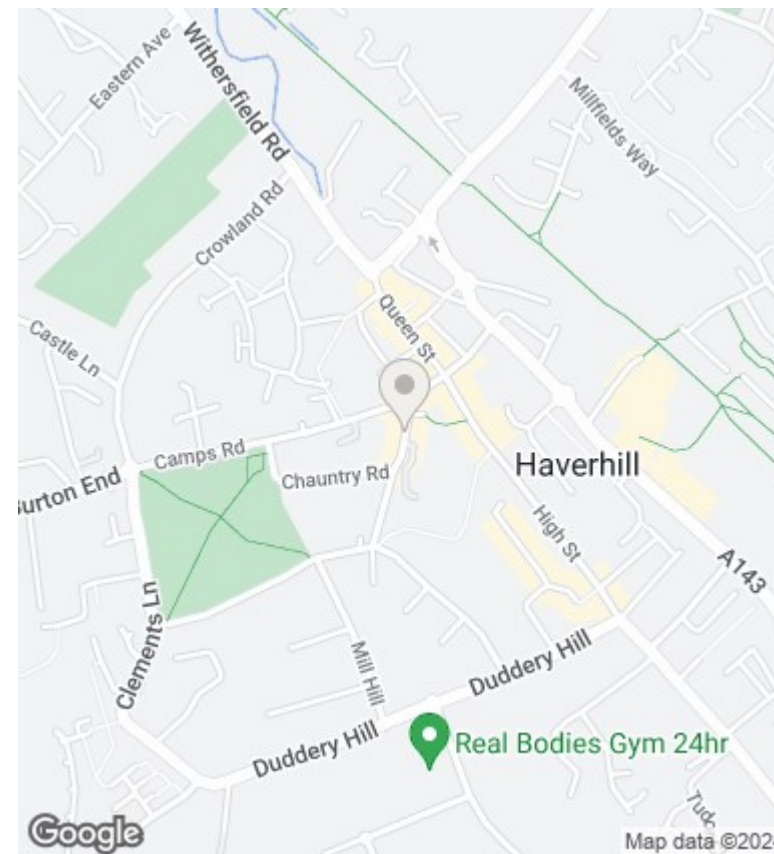 Eastern Ave
Withersfield Rd
Millfields Way
Crowland Rd
Castle Ln
Queen St
Camps Rd
Burton End
Chauntry Rd
Haverhill
High St
A143
Clements Ln
Mill Hill
Duddery Hill
Duddery Hill
Real Bodies Gym 24hr
Google
Map data ©202